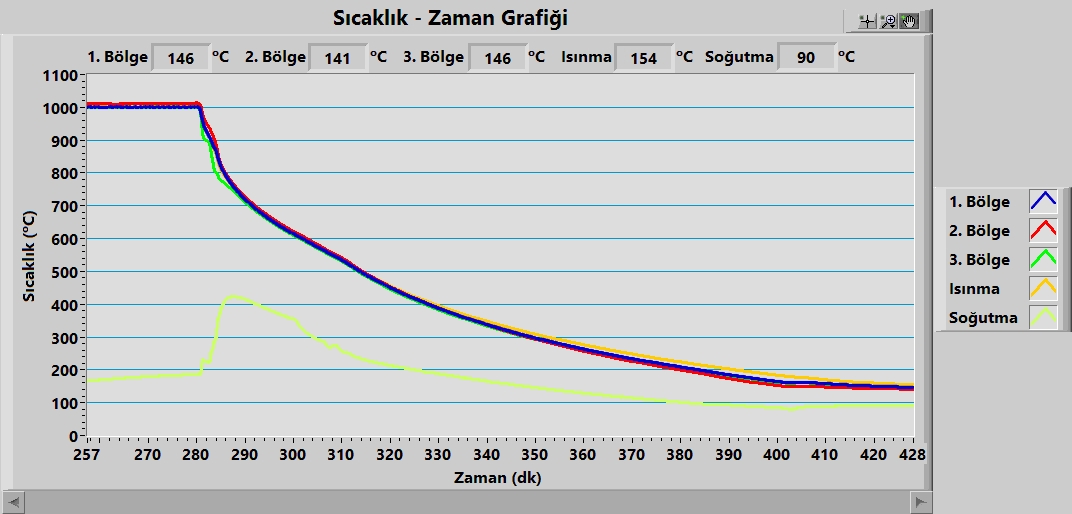 Sıcaklık - Zaman Grafiği
1. Bölge 146 °C 2. Bölge 141 °C 3. Bölge 146 °C Isınma 154 °C Soğutma 90 °C
1100
1000
900
800
700
600
500
400
300
200
100
0
Sıcaklık (°C)
257 270 280 290 300 310 320 330 340 350 360 370 380 390 400 410 420 428
Zaman (dk)
1. Bölge
2. Bölge
3. Bölge
Isınma
Soğutma